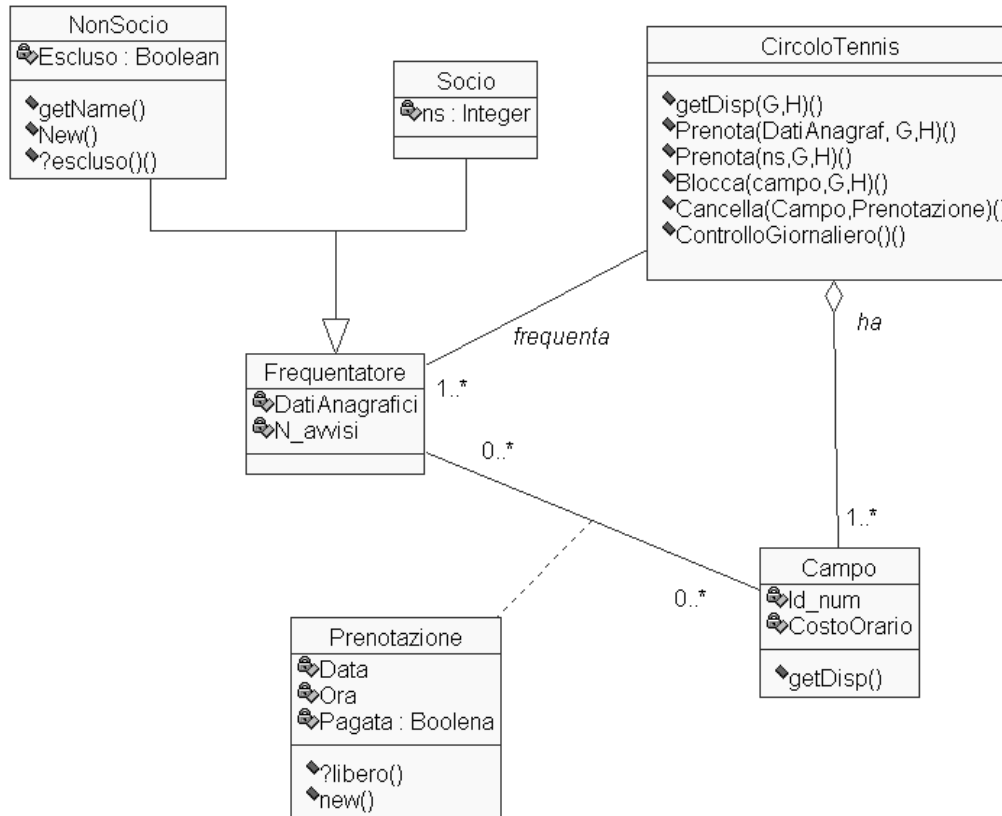 NonSocio
Escluso : Boolean
getName()
New()
?escluso()()
Socio
ns : Integer
CircoloTennis
getDisp(G,H)()
Prenota(DatiAnagraf, G,H)()
Prenota(ns,G,H)()
Blocca(campo,G,H)()
Cancella(Campo,Prenotazione)()
ControlloGiornaliero()()
frequenta
ha
Frequentatore
DatiAnagrafici
N_avvisi
1..*
0..*
1..*
0..*
Campo
Id_num
CostoOrario
getDisp()
Prenotazione
Data
Ora
Pagata : Boolena
?libero()
new()